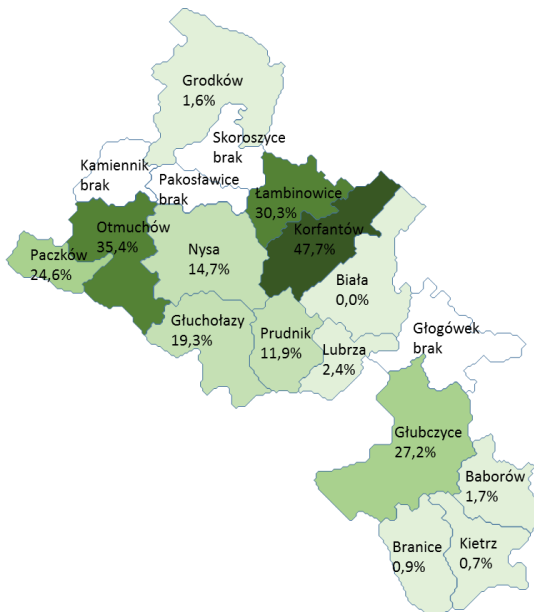 Grodków
1,6%
Skoroszyce
brak
Kamiennik
brak
Pakosławice
brak
Łambinowice
30,3%
Otmuchów
35,4%
Korfantów
47,7%
Paczków
24,6%
Nysa
14,7%
Biała
0,0%
Głuchołazy
19,3%
Prudnik
11,9%
Lubrza
2,4%
Głogówek
brak
Głubczyce
27,2%
Baborów
1,7%
Branice
0,9%
Kietrz
0,7%